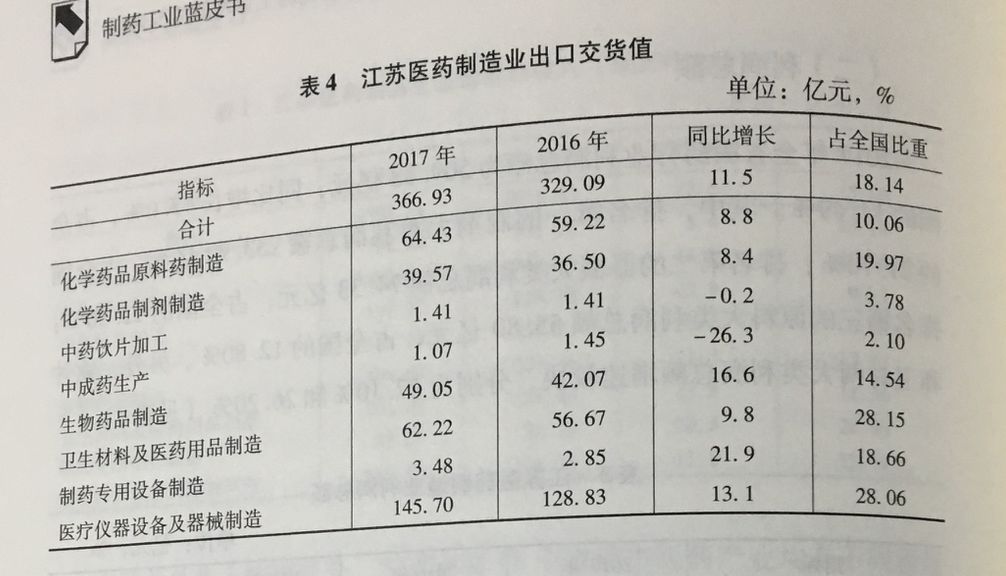 制药工业蓝皮书
表4 江苏医药制造业出口交货值
单位：亿元，%
指标 2017年 2016年 同比增长 占全国比重
合计 366.93 329.09 11.5 18.14
化学药品原料药制造 64.43 59.22 8.8 10.06
化学药品制剂制造 39.57 36.50 8.4 19.97
中药饮片加工 1.41 1.41 -0.2 3.78
中成药生产 1.07 1.45 -26.3 2.10
生物药品制造 49.05 42.07 16.6 14.54
卫生材料及医药用品制造 62.22 56.67 9.8 28.15
制药专用设备制造 3.48 2.85 21.9 18.66
医疗仪器设备及器械制造 145.70 128.83 13.1 28.06